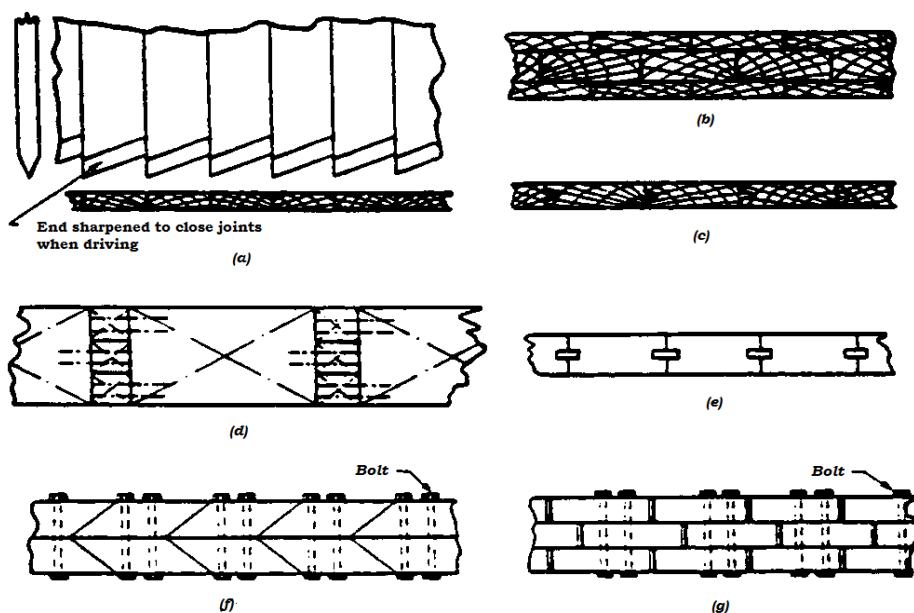 End sharpened to close joints
when driving
(a)
(b)
(c)
(d)
(e)
Bolt
(f)
Bolt
(g)